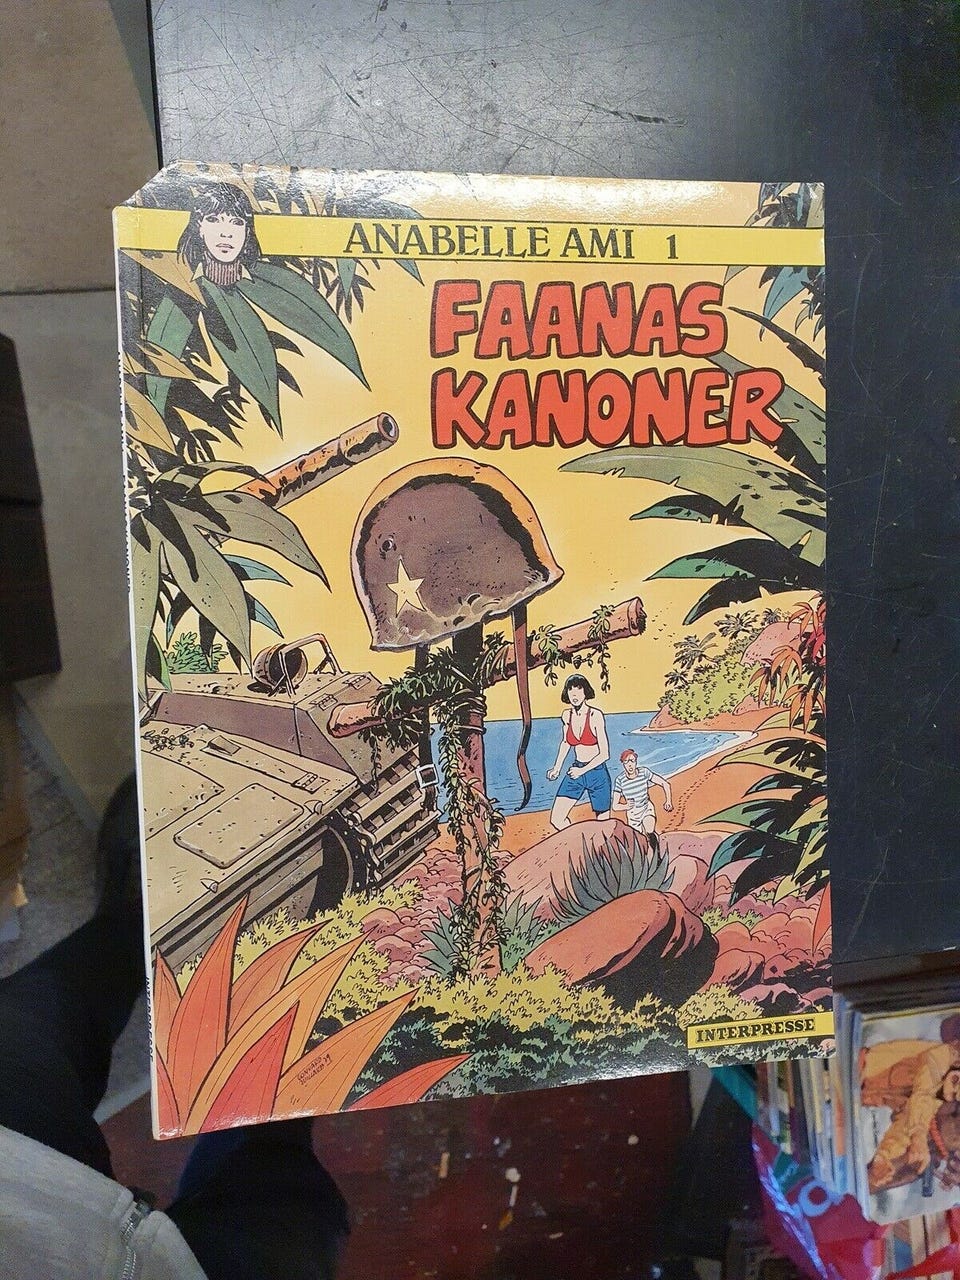 ANABELLE AMI 1
FAANAS
KANONER
INTERPRESSE